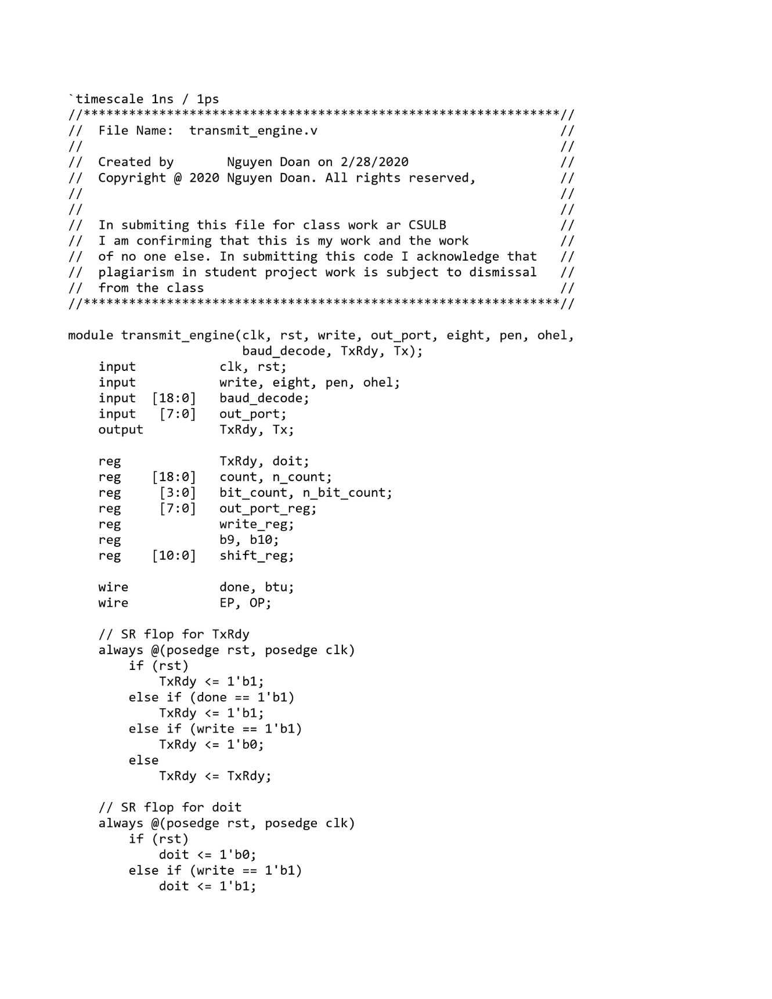 `timescale 1ns / 1ps
//***************************************************************//
//  File Name:  transmit_engine.v                                //
//                                                               //
//  Created by       Nguyen Doan on 2/28/2020                    //
//  Copyright @ 2020 Nguyen Doan. All rights reserved,           //
//                                                               //
//                                                               //
//  In submiting this file for class work ar CSULB               //
//  I am confirming that this is my work and the work            //
//  of no one else. In submitting this code I acknowledge that   //
//  plagiarism in student project work is subject to dismissal   //
//  from the class                                               //
//***************************************************************//

module transmit_engine(clk, rst, write, out_port, eight, pen, ohel,
                       baud_decode, TxRdy, Tx);
    input           clk, rst;
    input           write, eight, pen, ohel;
    input  [18:0]   baud_decode;
    input   [7:0]   out_port;
    output          TxRdy, Tx;

    reg             TxRdy, doit;
    reg    [18:0]   count, n_count;
    reg     [3:0]   bit_count, n_bit_count;
    reg     [7:0]   out_port_reg;
    reg             write_reg;
    reg             b9, b10;
    reg    [10:0]   shift_reg;

    wire            done, btu;
    wire            EP, OP;

    // SR flop for TxRdy
    always @(posedge rst, posedge clk)
        if (rst)
            TxRdy <= 1'b1;
        else if (done == 1'b1)
            TxRdy <= 1'b1;
        else if (write == 1'b1)
            TxRdy <= 1'b0;
        else
            TxRdy <= TxRdy;

    // SR flop for doit
    always @(posedge rst, posedge clk)
        if (rst)
            doit <= 1'b0;
        else if (write == 1'b1)
            doit <= 1'b1;